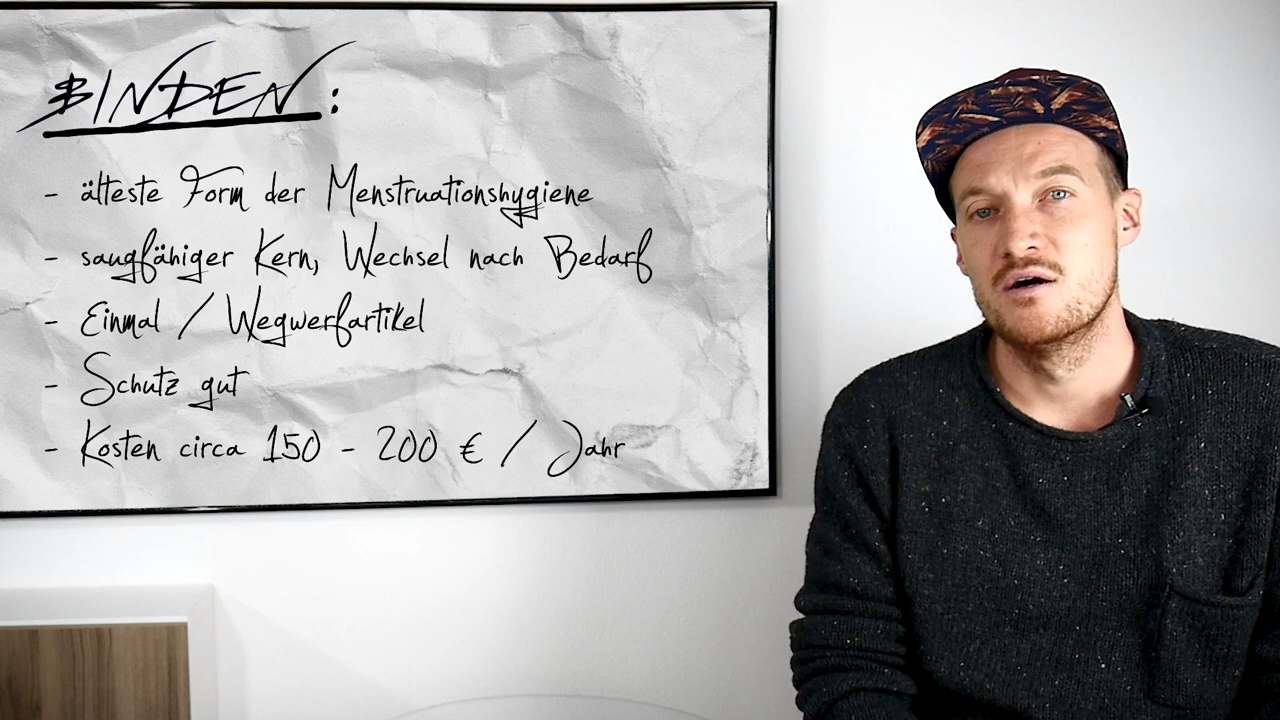 BINDEN:
- älteste Form der Menstruationshygiene
- saugfähiger Kern, Wechsel nach Bedarf
- Einmal / Wegwerfartikel
- Schutz gut
- Kosten circa 150 - 200 € / Jahr